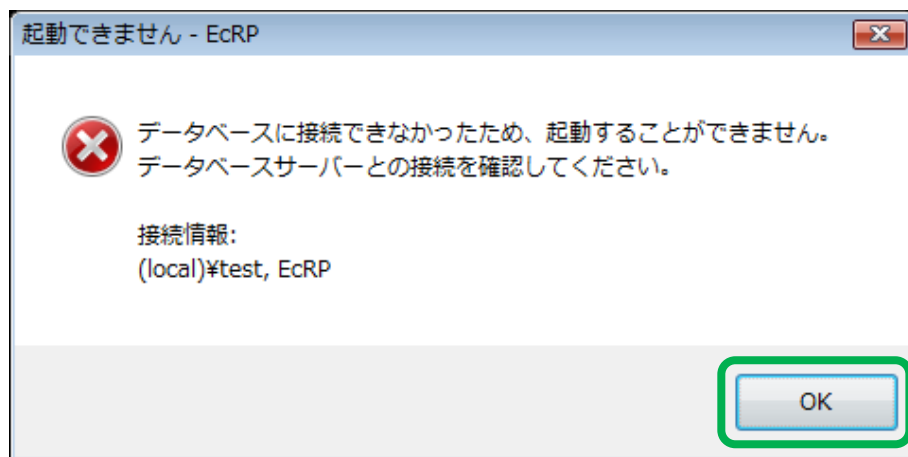 起動できません - EcRP
データベースに接続できなかったため、起動することができません。
データベースサーバーとの接続を確認してください。
接続情報:
(local)¥test, EcRP
OK